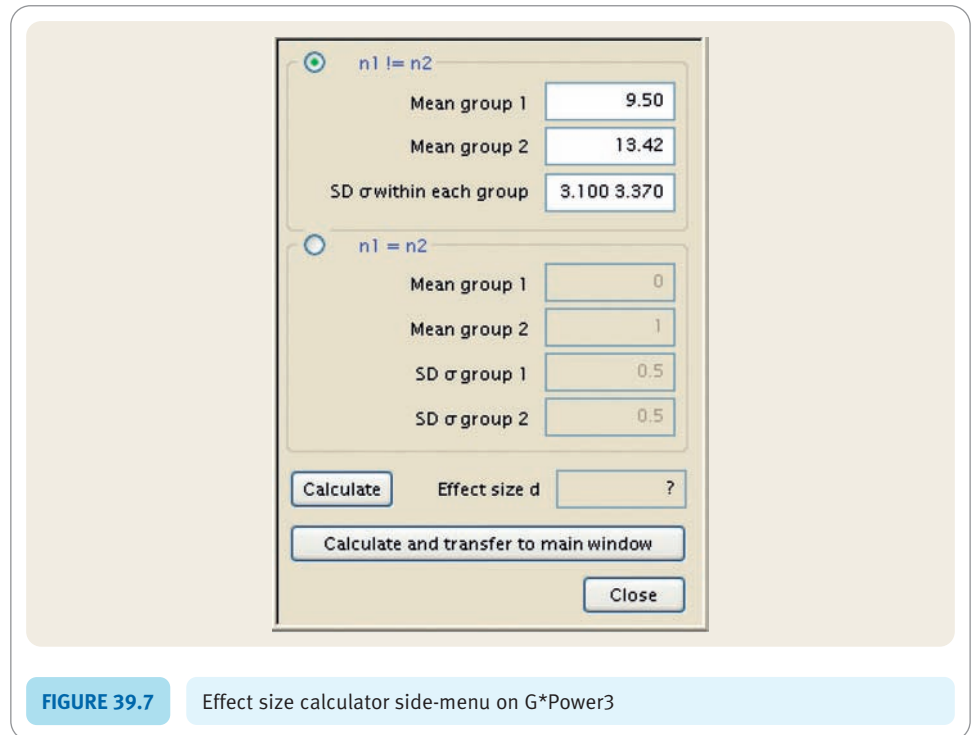 n1 != n2
Mean group 1 9.50
Mean group 2 13.42
SD σwithin each group 3.100 3.370
n1 = n2
Mean group 1 0
Mean group 2 1
SD σgroup 1 0.5
SD σgroup 2 0.5
Calculate Effect size d ?
Calculate and transfer to main window
Close
FIGURE 39.7 Effect size calculator side-menu on G*Power3